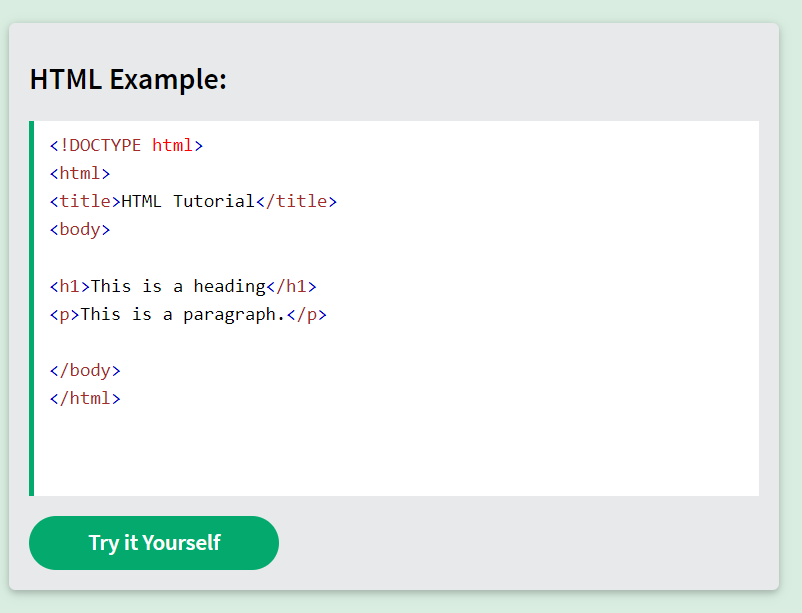 HTML Example:
<!DOCTYPE html>
<html>
<title>HTML Tutorial</title>
<body>
<h1>This is a heading</h1>
<p>This is a paragraph.</p>
</body>
</html>
Try it Yourself